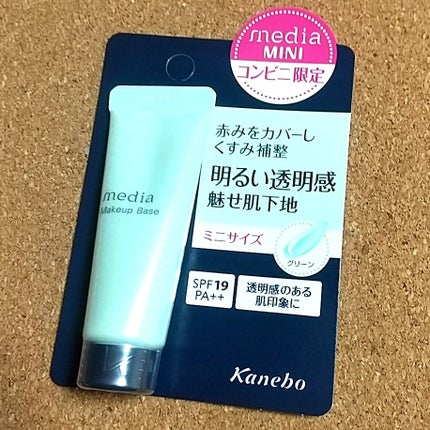 media
MINI
コンビニ限定
赤みをカバーし
くすみ補整
明るい透明感
魅せ肌下地
ミニサイズ
グリーン
SPF19
PA++
透明感のある
肌印象に
media
Makeup Base
Kanebo